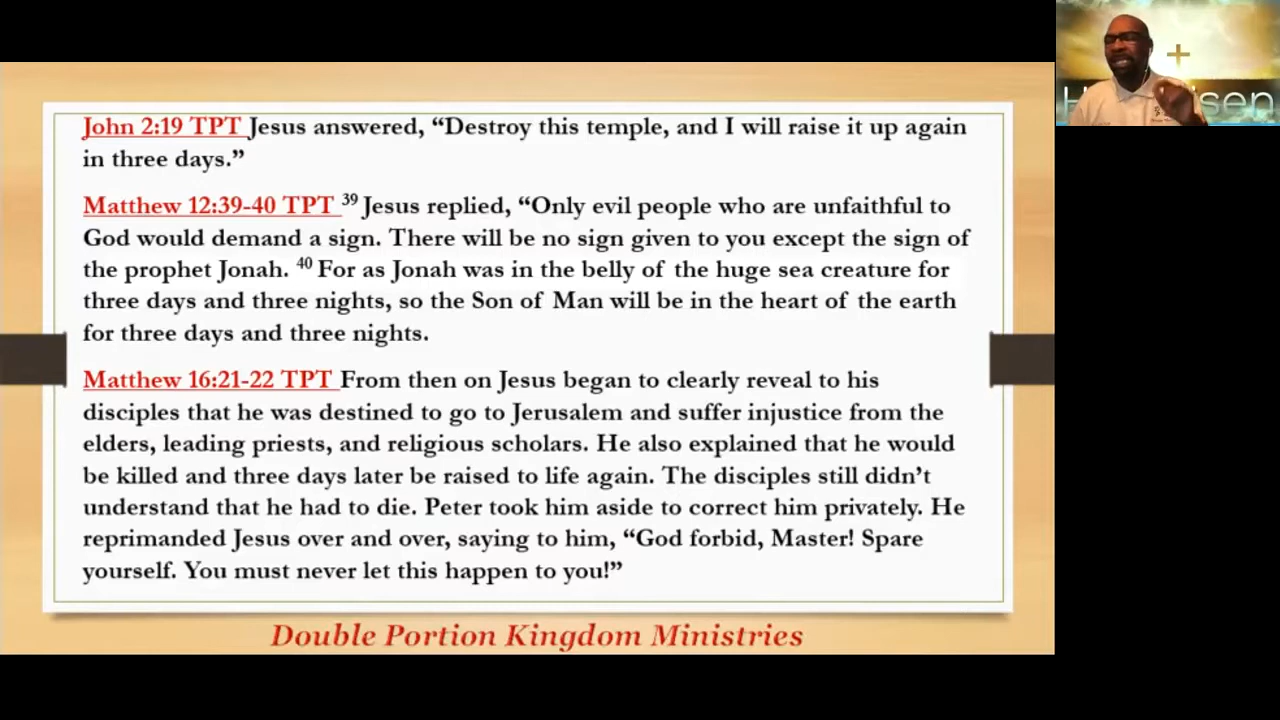 John 2:19 TPT Jesus answered, “Destroy this temple, and I will raise it up again
in three days.”
Matthew 12:39-40 TPT ³⁹ Jesus replied, “Only evil people who are unfaithful to
God would demand a sign. There will be no sign given to you except the sign of
the prophet Jonah. ⁴⁰ For as Jonah was in the belly of the huge sea creature for
three days and three nights, so the Son of Man will be in the heart of the earth
for three days and three nights.
Matthew 16:21-22 TPT From then on Jesus began to clearly reveal to his
disciples that he was destined to go to Jerusalem and suffer injustice from the
elders, leading priests, and religious scholars. He also explained that he would
be killed and three days later be raised to life again. The disciples still didn’t
understand that he had to die. Peter took him aside to correct him privately. He
reprimanded Jesus over and over, saying to him, “God forbid, Master! Spare
yourself. You must never let this happen to you!”
Double Portion Kingdom Ministries